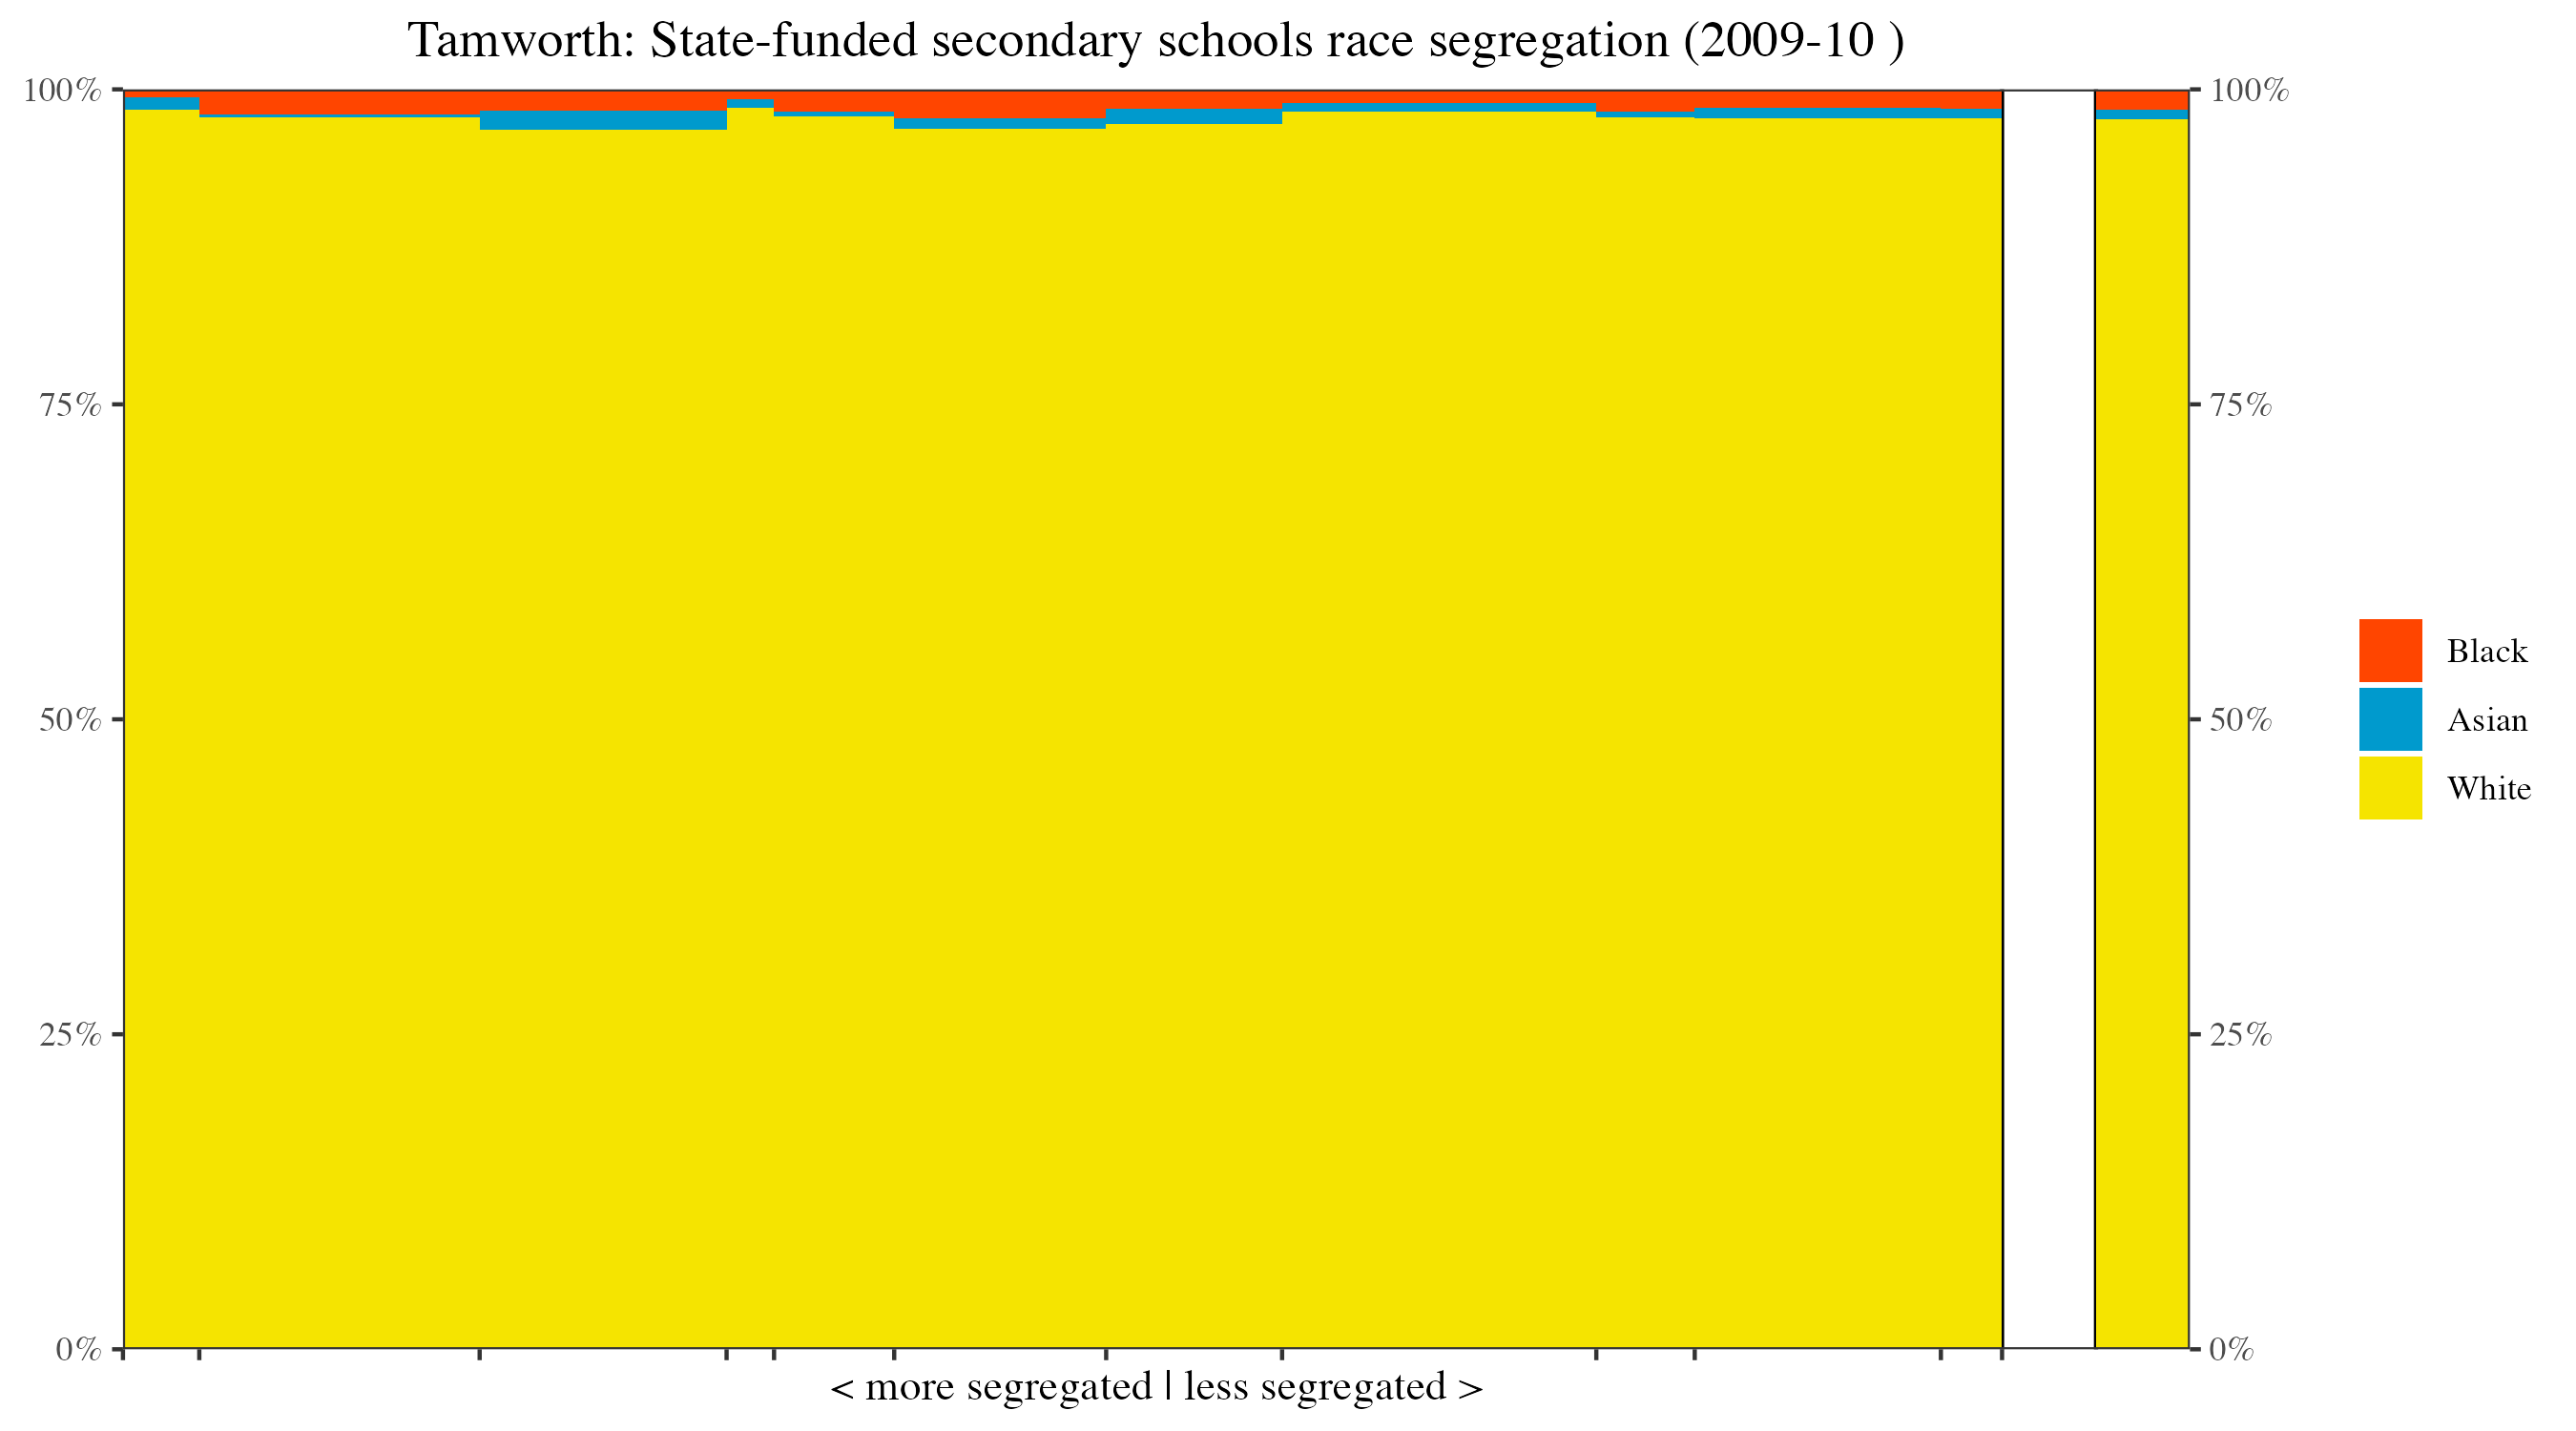 Tamworth: State-funded secondary schools race segregation (2009-10 )
100%
75%
50%
25%
0%
100%
75%
50%
25%
0%
Black
Asian
White
< more segregated | less segregated >